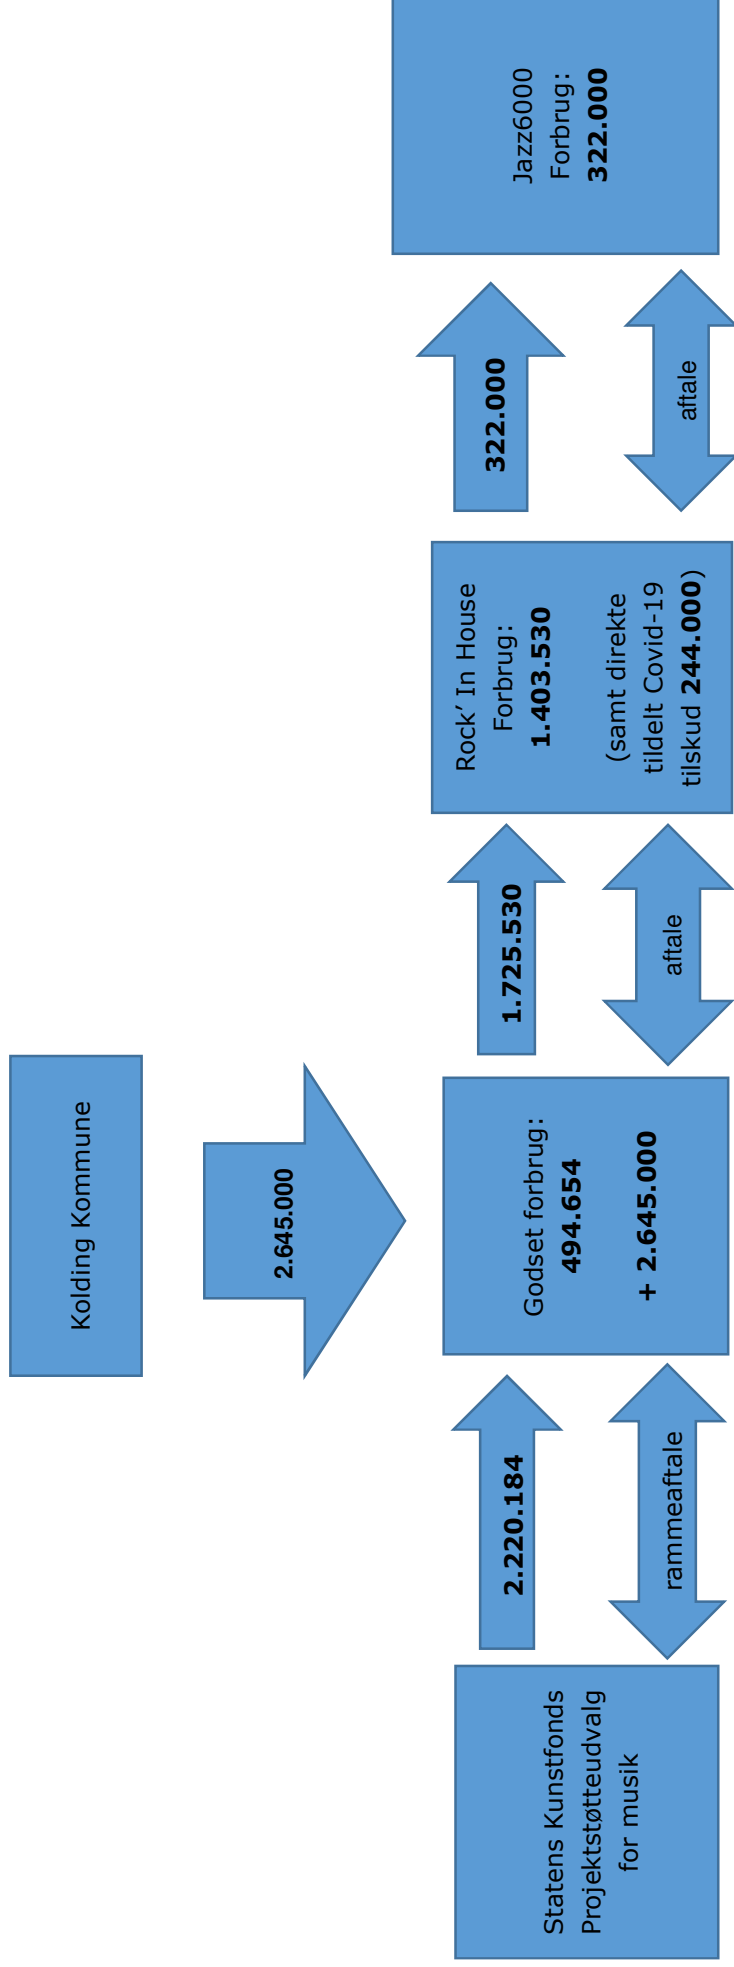 Kolding Kommune
2.645.000
Statens Kunstfonds
Projektstøtteudvalg
for musik
2.220.184
rammeaftale
Godset forbrug:
494.654
+ 2.645.000
1.725.530
aftale
Rock’ In House
Forbrug:
1.403.530
(samt direkte
tildelt Covid-19
tilskud 244.000)
322.000
aftale
Jazz6000
Forbrug:
322.000